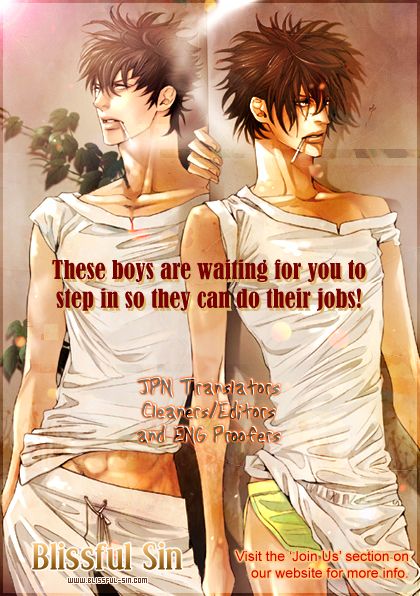 These boys are waiting for you to
step in so they can do their jobs!
JPN Translators
Cleaners/Editors
and ENG Proofers
Blissful Sin
www.blissful-sin.com
Visit the 'Join Us' section on
our website for more info